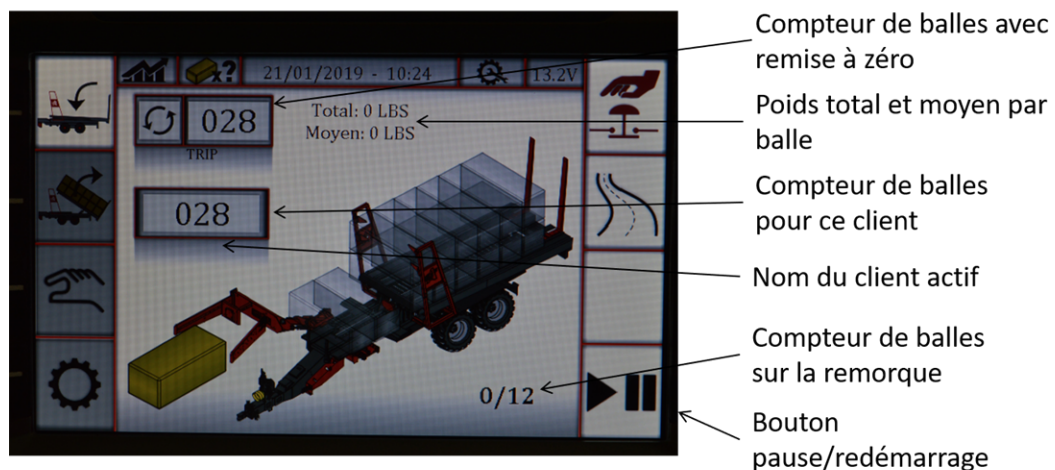 x?
21/01/2019 - 10:24
13.2V
028
Total: 0 LBS
Moyen: 0 LBS
TRIP
028
0/12
Compteur de balles avec
remise à zéro
Poids total et moyen par
balle
Compteur de balles
pour ce client
Nom du client actif
Compteur de balles
sur la remorque
Bouton
pause/redémarrage